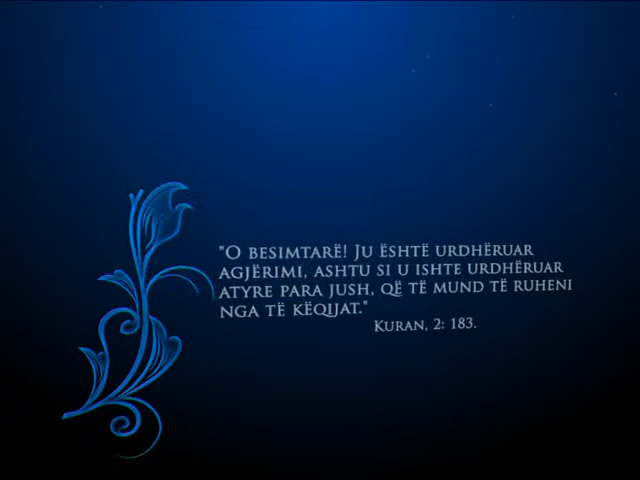 "O BESIMTARË! JU ËSHTË URDHËRUAR
AGJËRIMI, ASHTU SI U ISHTE URDHËRUAR
ATYRE PARA JUSH, QË TË MUND TË RUHENI
NGA TË KËQIJAT."
KURAN, 2: 183.